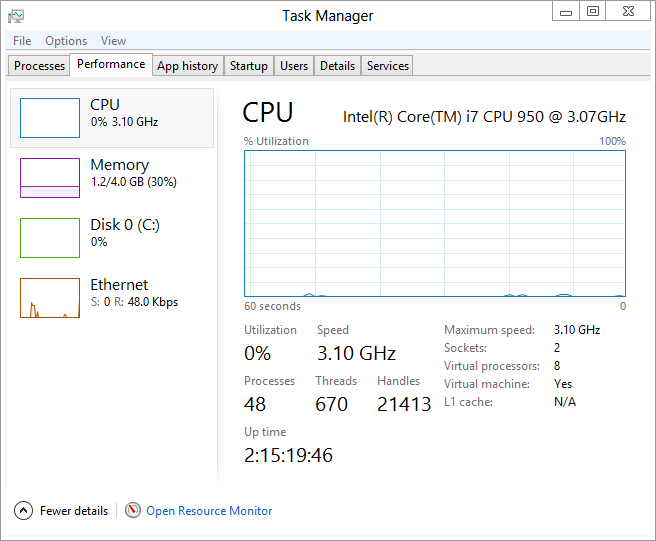 Task Manager
File Options View
Processes Performance App history Startup Users Details Services
CPU
0% 3.10 GHz
Memory
1.2/4.0 GB (30%)
Disk 0 (C:)
0%
Ethernet
S: 0 R: 48.0 Kbps
CPU Intel(R) Core(TM) i7 CPU 950 @ 3.07GHz
% Utilization 100%
60 seconds 0
Utilization Speed
0% 3.10 GHz
Processes Threads Handles
48 670 21413
Up time
2:15:19:46
Maximum speed: 3.10 GHz
Sockets: 2
Virtual processors: 8
Virtual machine: Yes
L1 cache: N/A
Fewer details Open Resource Monitor